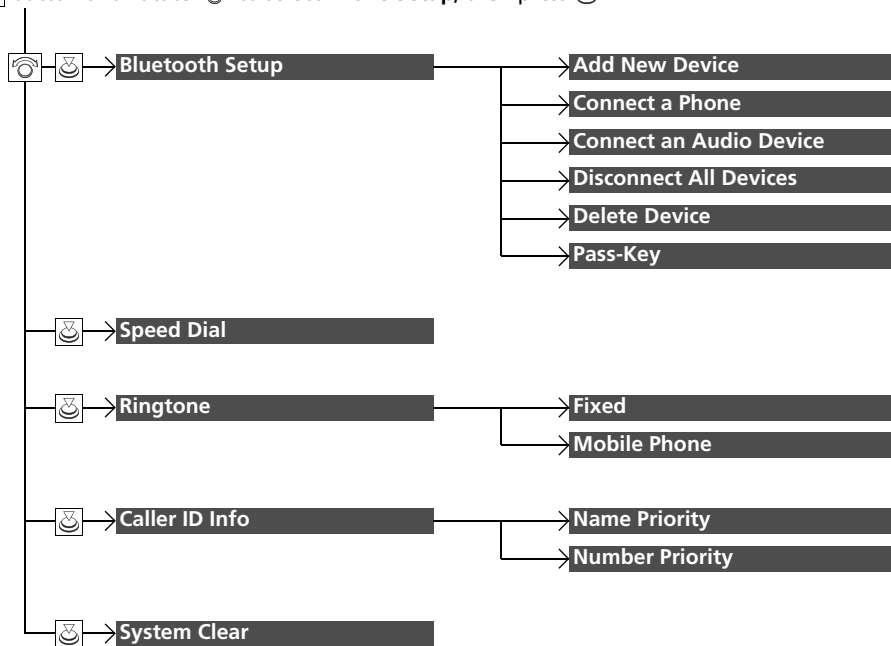 Bluetooth Setup
Add New Device
Connect a Phone
Connect an Audio Device
Disconnect All Devices
Delete Device
Pass-Key
Speed Dial
Ringtone
Fixed
Mobile Phone
Caller ID Info
Name Priority
Number Priority
System Clear